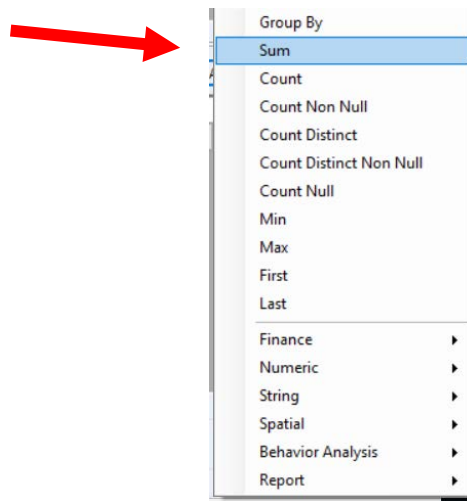 Group By
Sum
Count
Count Non Null
Count Distinct
Count Distinct Non Null
Count Null
Min
Max
First
Last
Finance
Numeric
String
Spatial
Behavior Analysis
Report